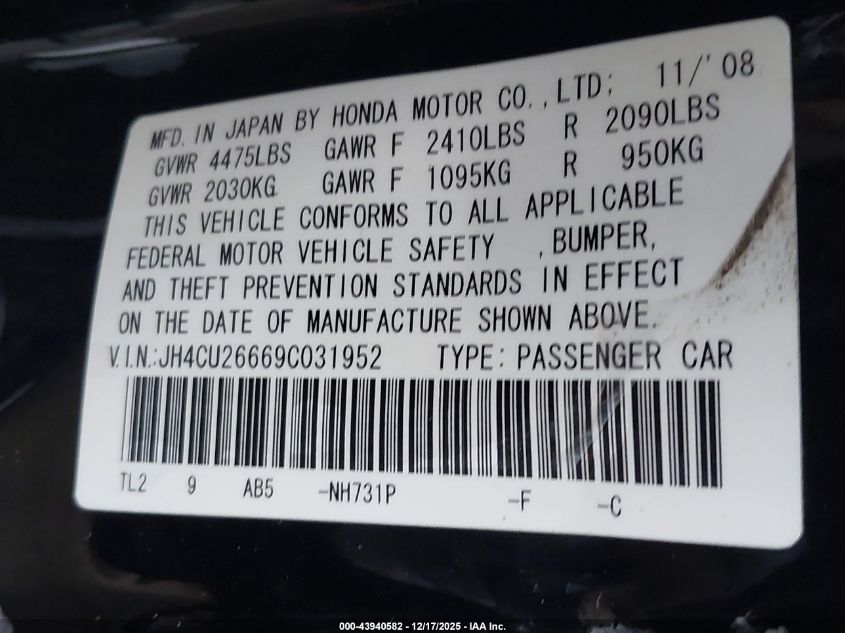 MFD. IN JAPAN BY HONDA MOTOR CO.,LTD; 11/'08
GVWR 4475LBS GAWR F 2410LBS R 2090LBS
GVWR 2030KG GAWR F 1095KG R 950KG
THIS VEHICLE CONFORMS TO ALL APPLICABLE
FEDERAL MOTOR VEHICLE SAFETY ,BUMPER,
AND THEFT PREVENTION STANDARDS IN EFFECT
ON THE DATE OF MANUFACTURE SHOWN ABOVE.
V.I.N.:JH4CU26669C031952 TYPE:PASSENGER CAR
TL2 9 AB5 -NH731P -F -C
000-43940582 - 12/17/2025 - IAA Inc.